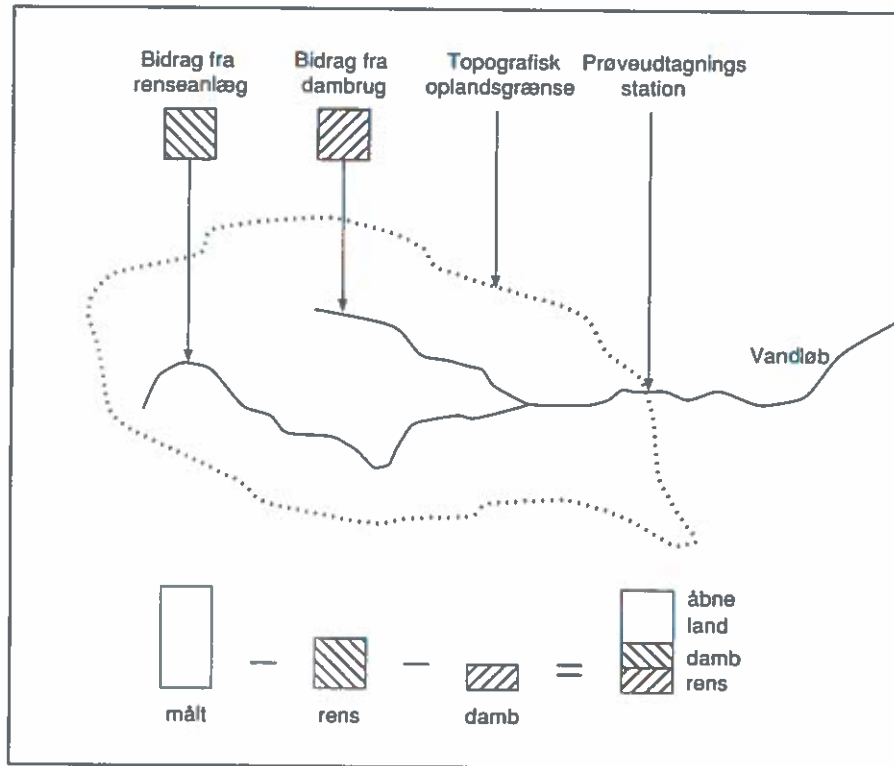 Bidrag fra
renseanlæg
Bidrag fra
dambrug
Topografisk
oplandsgrænse
Prøveudtagnings
station
Vandløb
målt
–
rens
–
damb
=
åbne
land
damb
rens